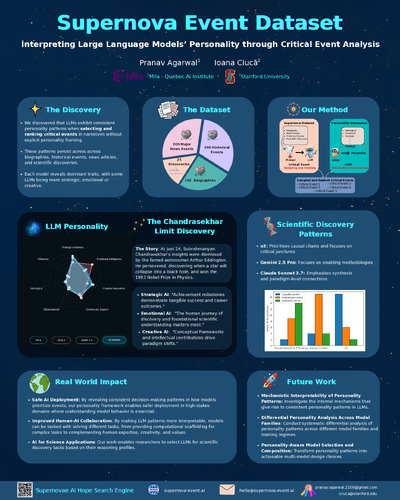 Supernova Event Dataset
Interpreting Large Language Models' Personality through Critical Event Analysis
Pranav Agarwal¹ Ioana Ciucă²
Mila ¹Mila - Quebec AI Institute ²Stanford University
The Discovery
• We discovered that LLMs exhibit consistent
personality patterns when selecting and
ranking critical events in narratives without
explicit personality framing.
• These patterns persist across across
biographies, historical events, news articles,
and scientific discoveries.
• Each model reveals dominant traits, with some
LLMs being more strategic, emotional or
creative.
The Dataset
200 Major
News Events
200 Historical
Events
25
Discoveries
192 Biographies
Our Method
Supernova Dataset
Personality Dimension
Critical Event
LLM
LLM Personality
Strategic
Emotional Intelligence
The Chandrasekhar
Limit Discovery
The Story: At just 24, Subrahmanyan
Chandrasekhar's insights were dismissed
by the famed astronomer Arthur Eddington.
He persevered, discovering when a star will
collapse into a black hole, and won the
1983 Nobel Prize in Physics.
• Strategic AI: "Achievement milestones
demonstrate tangible success and career
outcomes."
• Emotional AI: "The human journey of
discovery and foundational scientific
understanding matters most."
• Creative AI: "Conceptual frameworks
and intellectual contributions drive
paradigm shifts."
Scientific Discovery
Patterns
• o3: Prioritises causal chains and focuses on
critical junctures
• Gemini 2.5 Pro: Focuses on enabling methodologies
• Claude Sonnet 3.7: Emphasises synthesis
and paradigm-level connections
Real World Impact
• Safe AI Deployment: By revealing consistent decision-making patterns in how models
prioritize events, our personality framework enables safer deployment in high-stakes
domains where understanding model behavior is essential.
• Improved Human-AI Collaboration: By making LLM patterns more interpretable, models
can be tasked with solving different tasks, from providing computational scaffolding for
complex tasks to complementing human expertise, creativity, and values.
• AI for Science Applications: Our work enables researchers to select LLMs for scientific
discovery tasks based on their reasoning profiles.
Future Work
• Mechanistic Interpretability of Personality
Patterns: Investigate the internal mechanisms that
give rise to consistent personality patterns in LLMs.
• Differential Personality Analysis Across Model
Families: Conduct systematic differential analysis of
personality patterns across different model families and
training regimes.
• Personality-Aware Model Selection and
Composition: Transform personality patterns into
actionable multi-model design choices.
Supernovae AI Hope Search Engine
supernova-event.ai
hello@supernova-event.ai
pranav.agarwal.2109@gmail.com